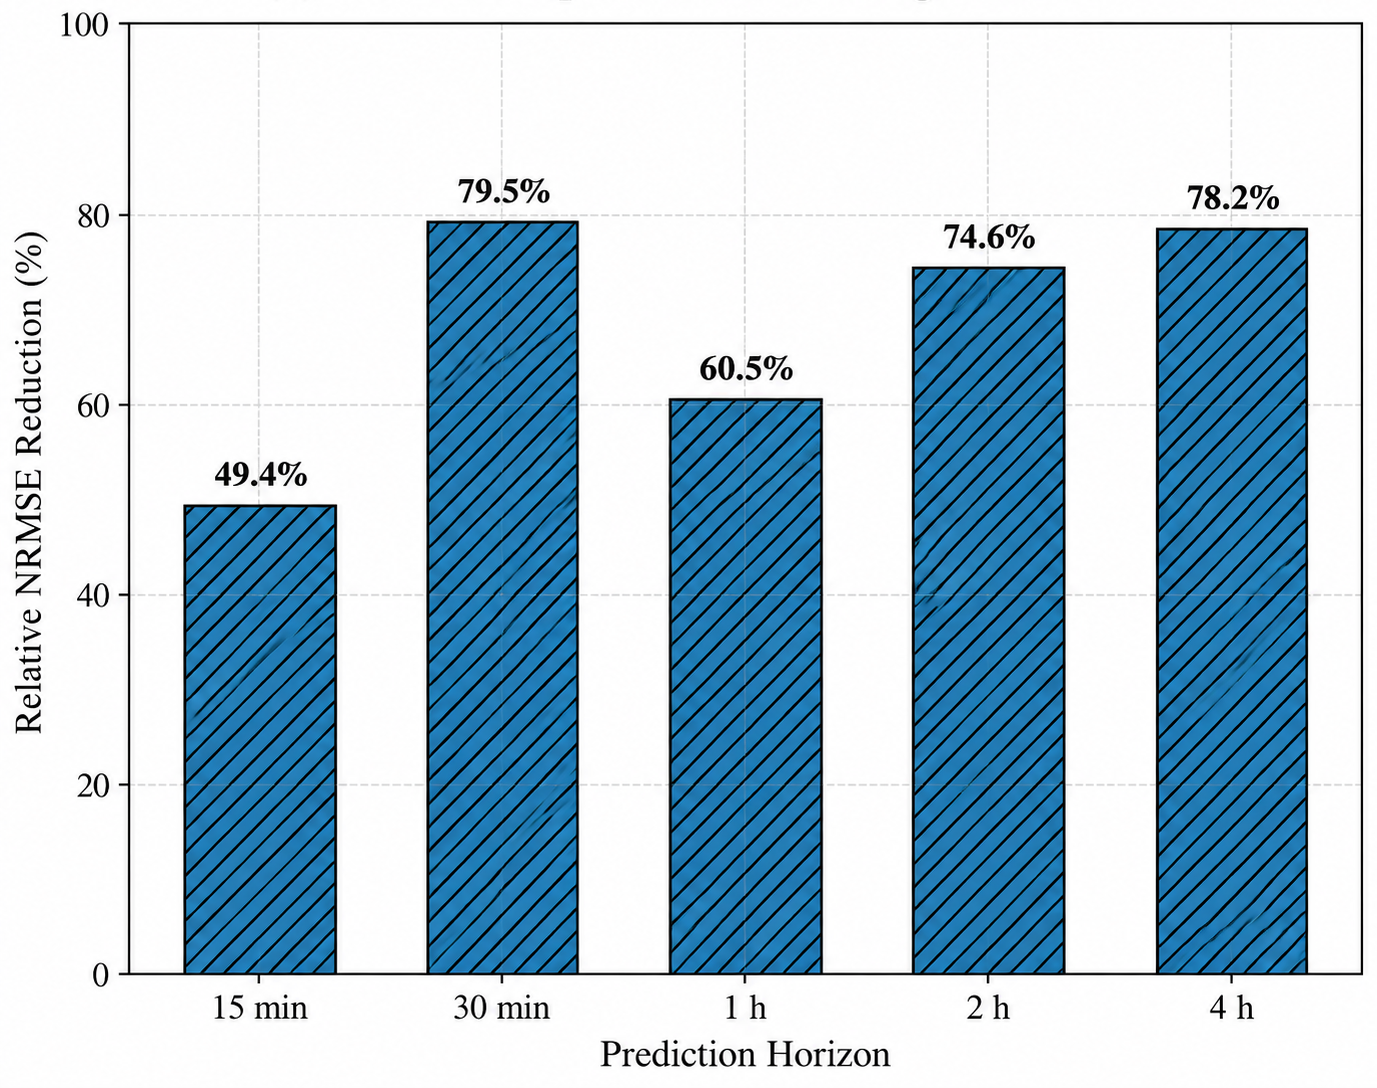 100
80
60
40
20
0
Relative NRMSE Reduction (%)
49.4%
79.5%
60.5%
74.6%
78.2%
15 min
30 min
1 h
2 h
4 h
Prediction Horizon